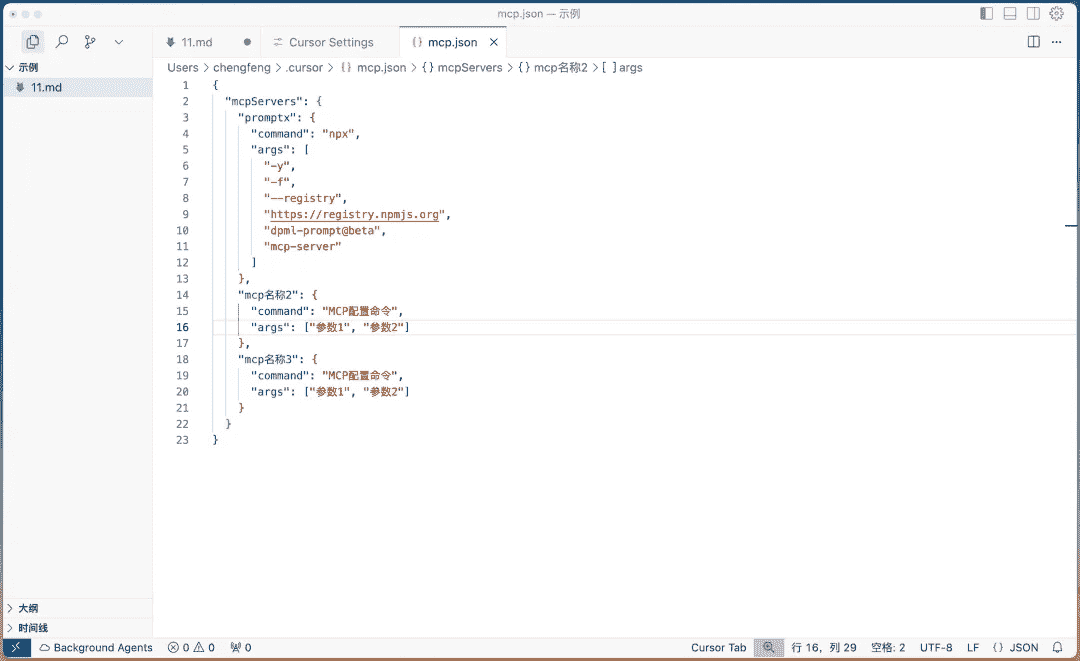 mcp.json — 示例
11.md
Cursor Settings
{} mcp.json
示例
11.md
Users > chengfeng > .cursor > {} mcp.json > {} mcpServers > {} mcp名称2 > [ ] args
1 {
2 "mcpServers": {
3 "promptx": {
4 "command": "npx",
5 "args": [
6 "-y",
7 "-f",
8 "--registry",
9 "https://registry.npmjs.org",
10 "dpml-prompt@beta",
11 "mcp-server"
12 ]
13 },
14 "mcp名称2": {
15 "command": "MCP配置命令",
16 "args": ["参数1", "参数2"]
17 },
18 "mcp名称3": {
19 "command": "MCP配置命令",
20 "args": ["参数1", "参数2"]
21 }
22 }
23 }
大纲
时间线
Background Agents 0 0 0 Cursor Tab 行 16，列 29 空格: 2 UTF-8 LF {} JSON